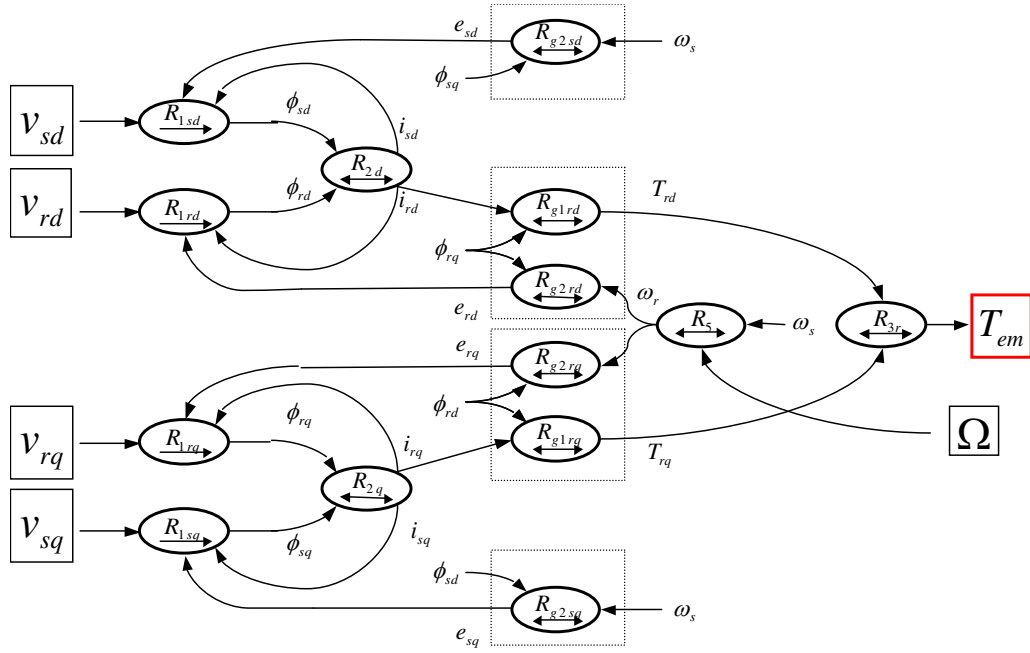 e_sd R_g2sd ω_s
ϕ_sq
v_sd R_1sd ϕ_sd i_sd
R_2d
v_rd R_1rd ϕ_rd i_rd R_g1rd T_rd
ϕ_rq
e_rd R_g2rd ω_r
R_5 ω_s R_3r T_em
e_rq R_g2rq
ϕ_rq ϕ_rd
v_rq R_1rq i_rq R_g1rq T_rq Ω
R_2q
v_sq R_1sq ϕ_sq i_sq
ϕ_sd
R_g2sq ω_s
e_sq